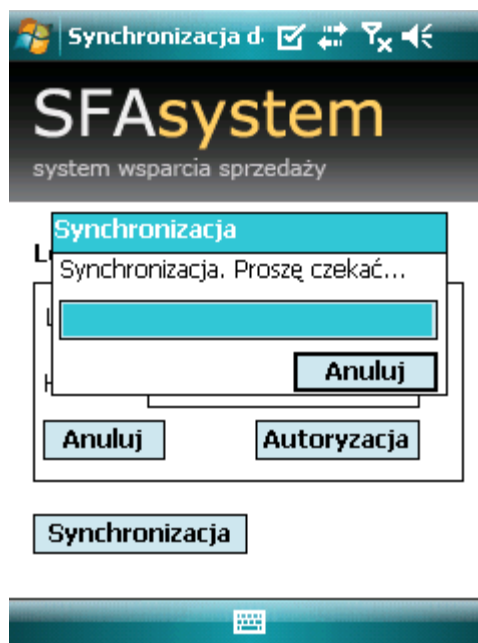 Synchronizacja d
SFAsystem
system wsparcia sprzedaży
Synchronizacja
Synchronizacja. Proszę czekać...
Anuluj
Anuluj
Autoryzacja
Synchronizacja